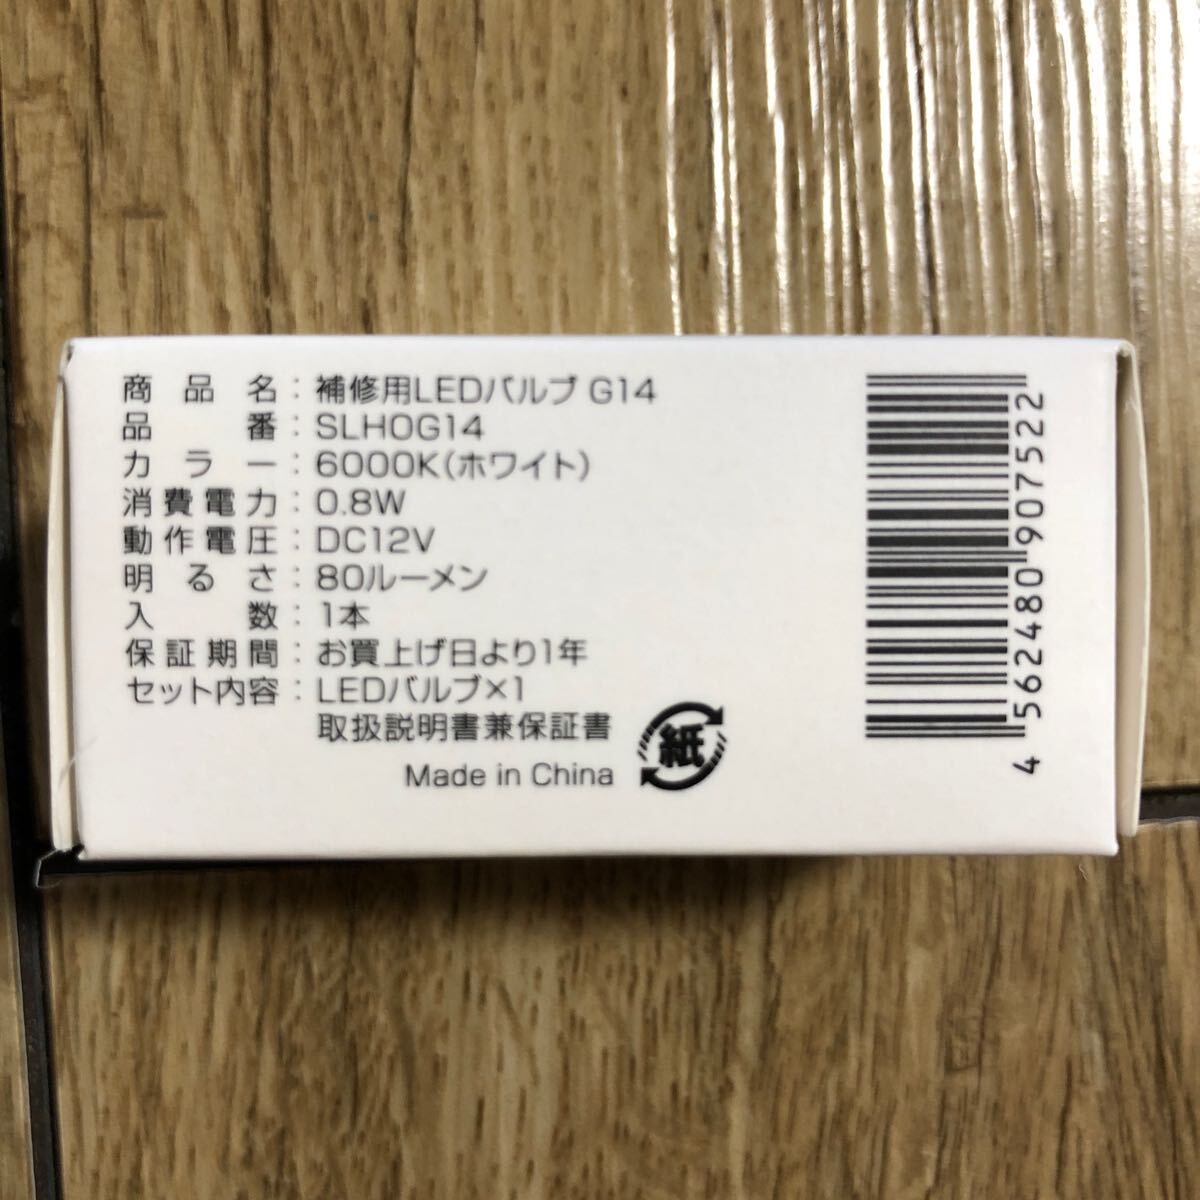 商品名：補修用LEDバルブ G14
品番：SLHOG14
カラー：6000K(ホワイト)
消費電力：0.8W
動作電圧：DC12V
明るさ：80ルーメン
入数：1本
保証期間：お買上げ日より1年
セット内容：LEDバルブ×1
取扱説明書兼保証書
Made in China
紙
4562480907522